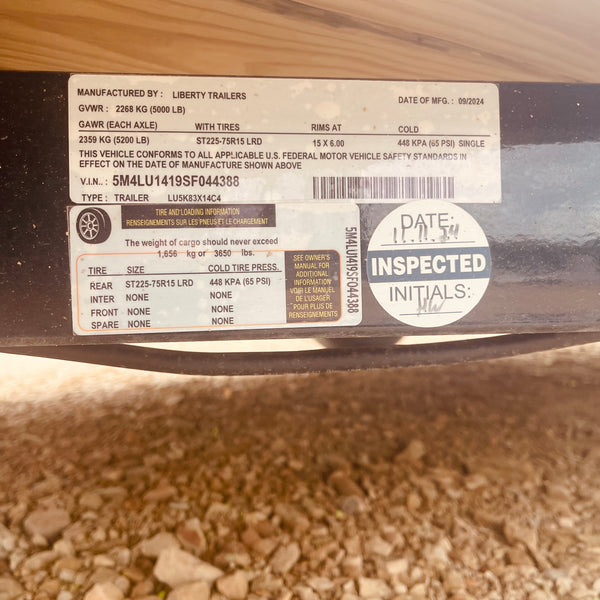 MANUFACTURED BY : LIBERTY TRAILERS
DATE OF MFG. : 09/2024
GVWR : 2268 KG (5000 LB)
GAWR (EACH AXLE) WITH TIRES RIMS AT COLD
2359 KG (5200 LB) ST225-75R15 LRD 15 X 6.00 448 KPA (65 PSI) SINGLE
THIS VEHICLE CONFORMS TO ALL APPLICABLE U.S. FEDERAL MOTOR VEHICLE SAFETY STANDARDS IN
EFFECT ON THE DATE OF MANUFACTURE SHOWN ABOVE
V.I.N. : 5M4LU1419SF044388
TYPE : TRAILER LU5K83X14C4
TIRE AND LOADING INFORMATION
RENSEIGNEMENTS SUR LES PNEUS ET LE CHARGEMENT
The weight of cargo should never exceed
1,656 kg or 3650 lbs.
TIRE SIZE COLD TIRE PRESS.
REAR ST225-75R15 LRD 448 KPA (65 PSI)
INTER NONE NONE
FRONT NONE NONE
SPARE NONE NONE
SEE OWNER'S
MANUAL FOR
ADDITIONAL
INFORMATION
VOIR LE MANUEL
DE L'USAGER
POUR PLUS DE
RENSEIGNEMENTS
5M4LU1419SF044388
DATE:
INSPECTED
INITIALS: